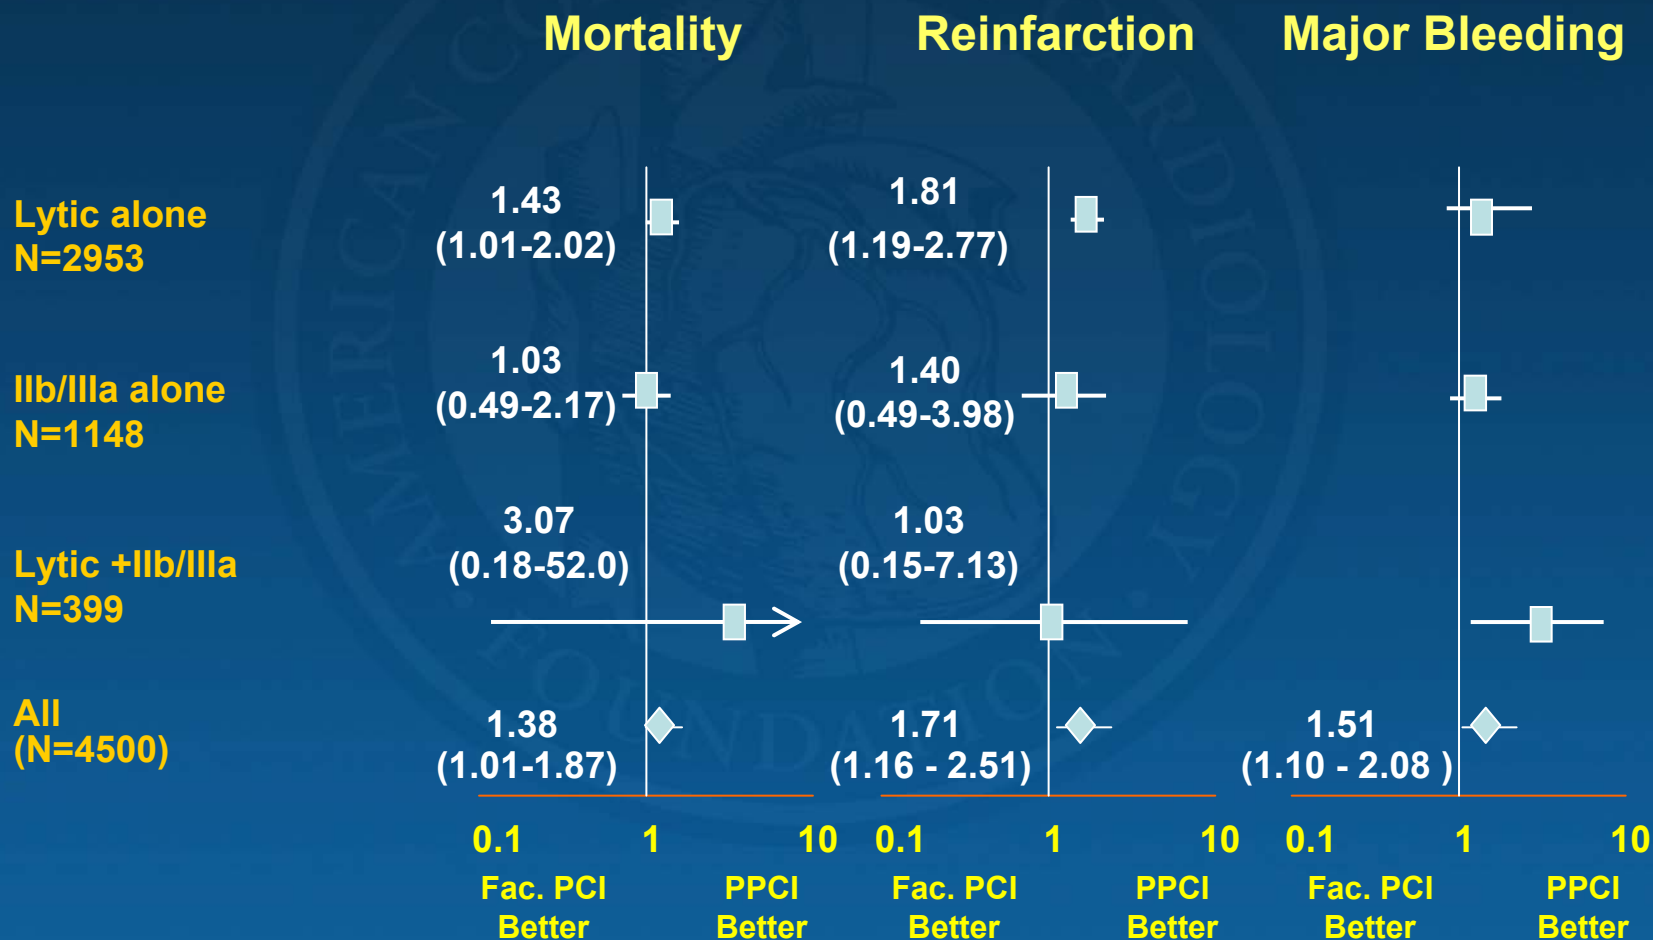 Mortality Reinfarction Major Bleeding
Lytic alone
N=2953
1.43
(1.01-2.02)
1.81
(1.19-2.77)
IIb/IIIa alone
N=1148
1.03
(0.49-2.17)
1.40
(0.49-3.98)
Lytic +IIb/IIIa
N=399
3.07
(0.18-52.0)
1.03
(0.15-7.13)
All
(N=4500)
1.38
(1.01-1.87)
1.71
(1.16 - 2.51)
1.51
(1.10 - 2.08 )
0.1 1 10 0.1 1 10 0.1 1 10
Fac. PCI PPCI Fac. PCI PPCI Fac. PCI PPCI
Better Better Better Better Better Better
AMERICAN CO ARDIOLOGY
· FOUNDATION ·